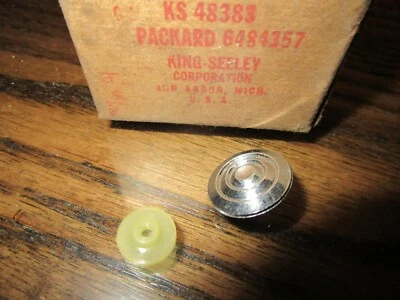 KS 48383
PACKARD 6484357
KING-SEELEY
CORPORATION
ANN ARBOR, MICH.
U. S. A